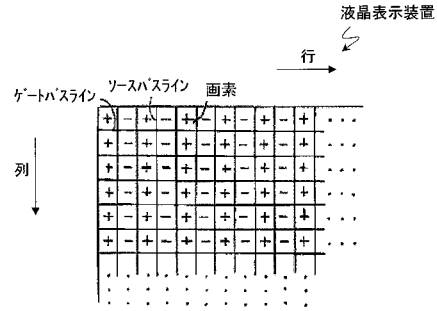 液晶表示装置
行
ソースバスライン
画素
ゲートバスライン
列
+ - + - + - + - + - + ・・・
+ - + - + - + - + - + ・・・
+ - + - + - + - + - + ・・・
+ - + - + - + - + - + ・・・
+ - + - + - + - + - + ・・・
+ - + - + - + - + - + ・・・